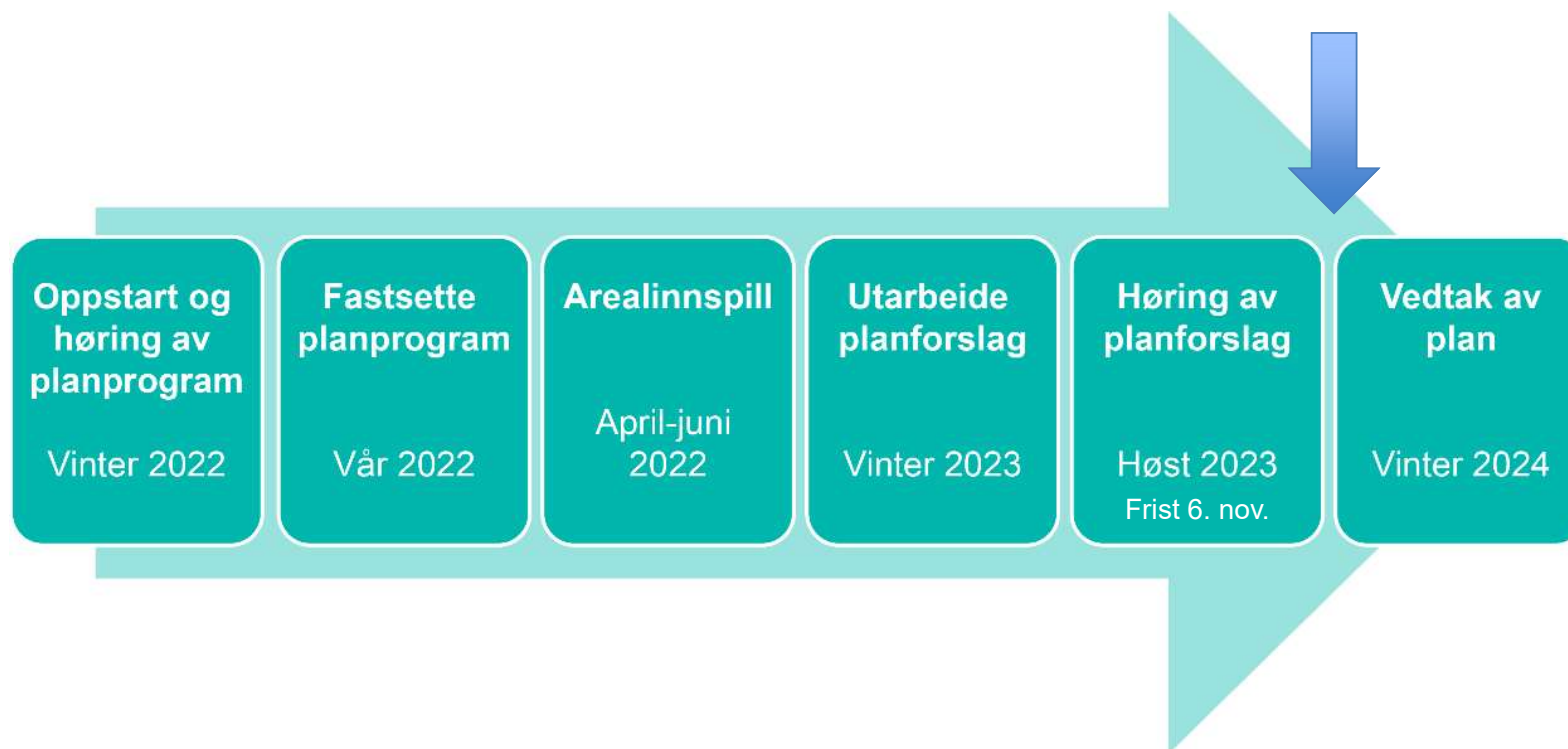 Oppstart og
høring av
planprogram
Vinter 2022
Fastsette
planprogram
Vår 2022
Arealinnspill
April-juni
2022
Utarbeide
planforslag
Vinter 2023
Høring av
planforslag
Høst 2023
Frist 6. nov.
Vedtak av
plan
Vinter 2024